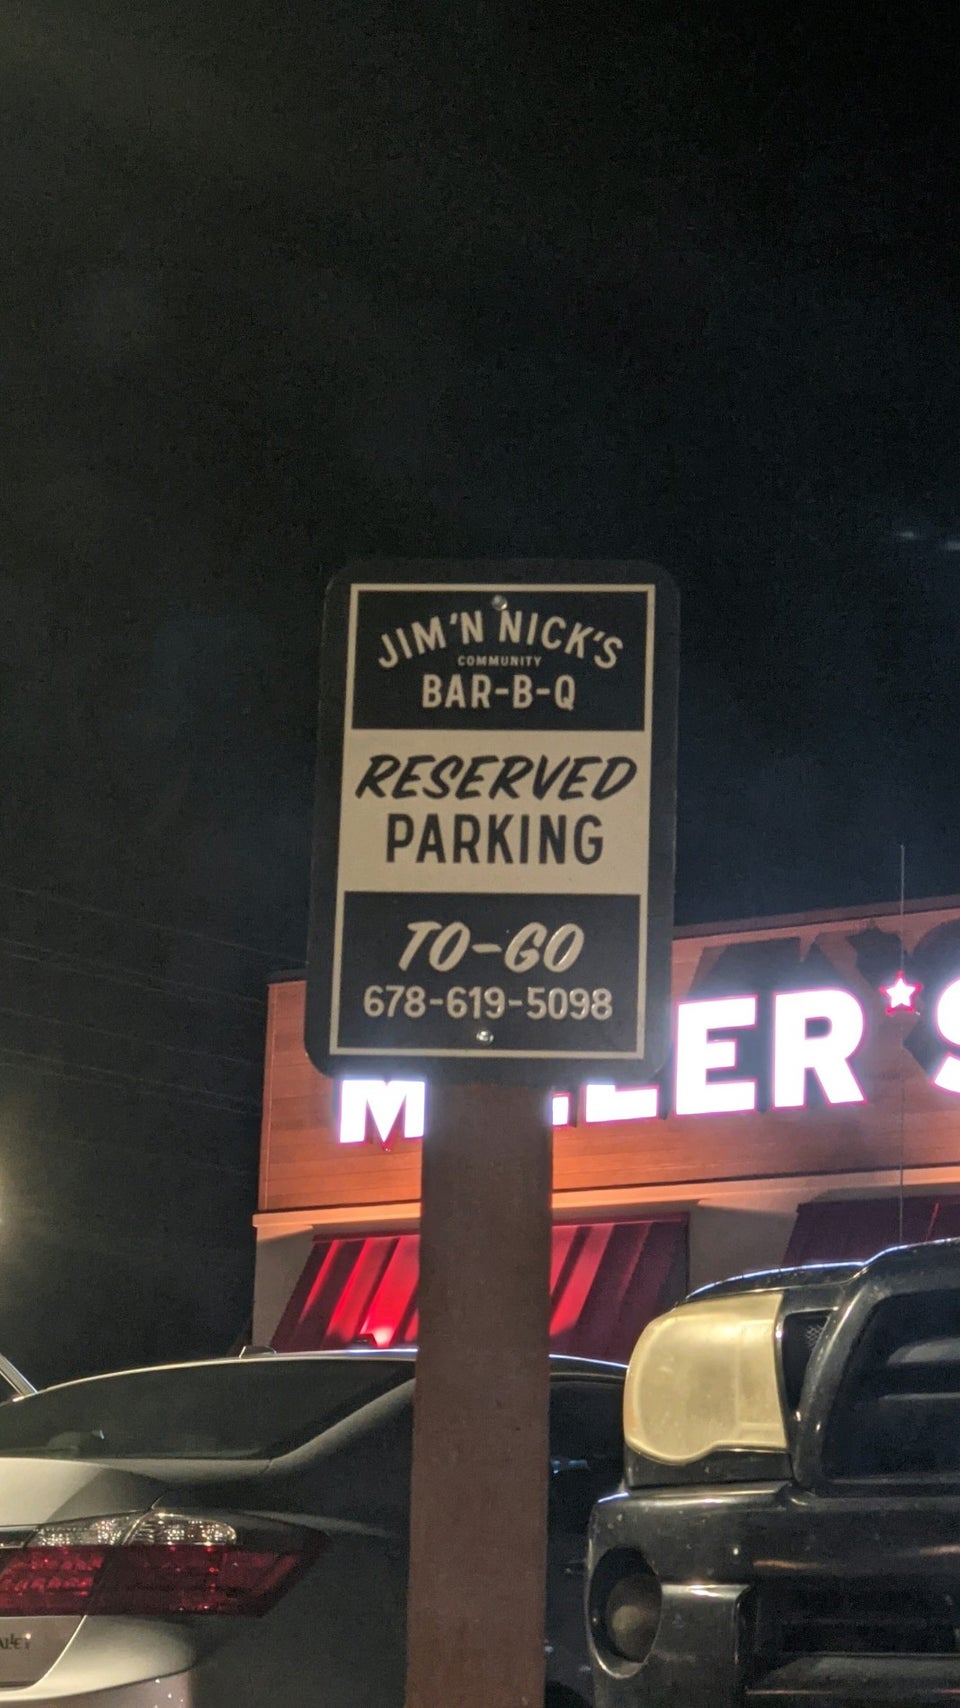 JIM'N NICK'S
COMMUNITY
BAR-B-Q
RESERVED
PARKING
TO-GO
678-619-5098